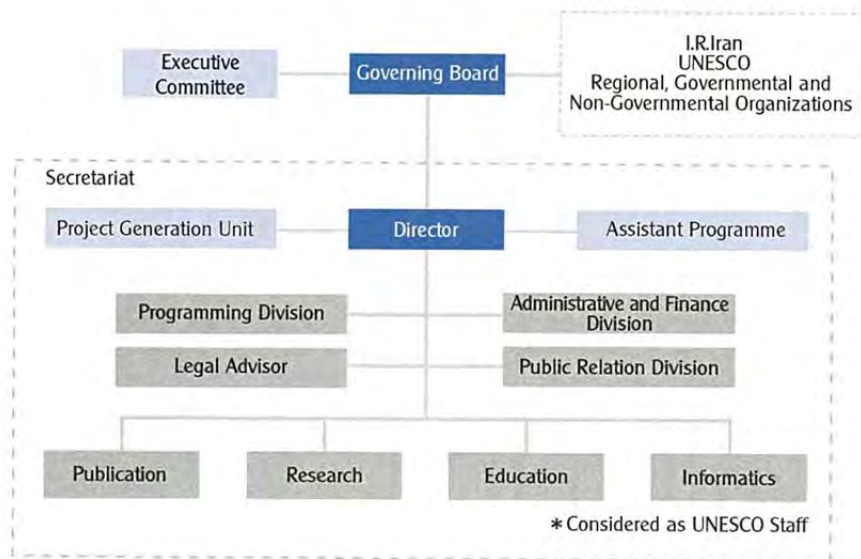 Executive
Committee
Governing Board
I.R.Iran
UNESCO
Regional, Governmental and
Non-Governmental Organizations
Secretariat
Project Generation Unit
Director
Assistant Programme
Programming Division
Administrative and Finance
Division
Legal Advisor
Public Relation Division
Publication
Research
Education
Informatics
* Considered as UNESCO Staff